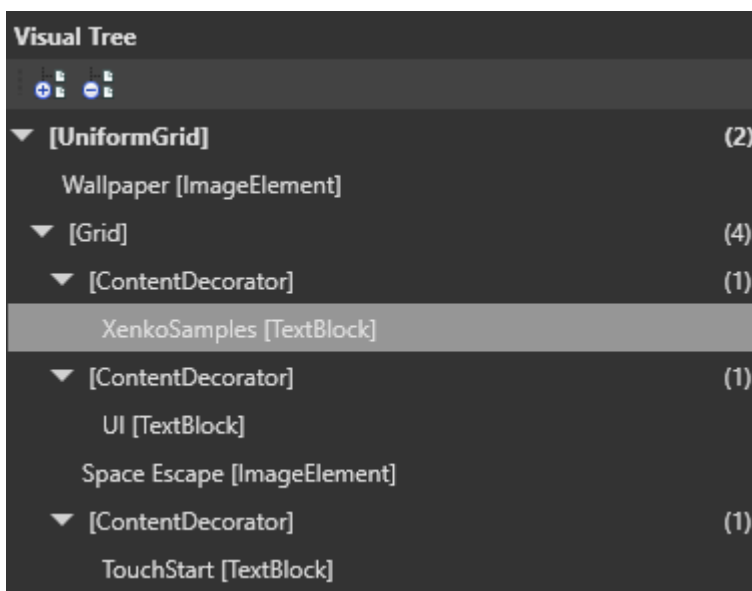 Visual Tree
[UniformGrid] (2)
Wallpaper [ImageElement]
[Grid] (4)
[ContentDecorator] (1)
XenkoSamples [TextBlock]
[ContentDecorator] (1)
UI [TextBlock]
Space Escape [ImageElement]
[ContentDecorator] (1)
TouchStart [TextBlock]